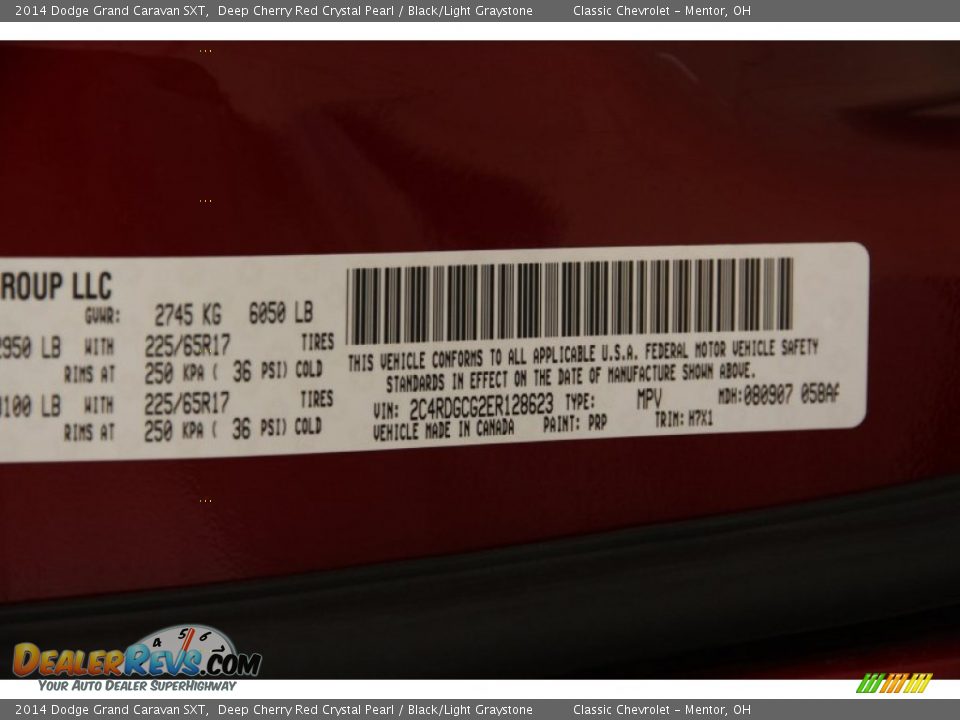 2014 Dodge Grand Caravan SXT, Deep Cherry Red Crystal Pearl / Black/Light Graystone Classic Chevrolet - Mentor, OH
ROUP LLC
GVWR: 2745 KG 6050 LB
2950 LB WITH 225/65R17 TIRES
RIMS AT 250 KPA ( 36 PSI) COLD
100 LB WITH 225/65R17 TIRES
RIMS AT 250 KPA ( 36 PSI) COLD
THIS VEHICLE CONFORMS TO ALL APPLICABLE U.S.A. FEDERAL MOTOR VEHICLE SAFETY
STANDARDS IN EFFECT ON THE DATE OF MANUFACTURE SHOWN ABOVE.
VIN: 2C4RDGCG2ER128623 TYPE: MPV MDH:080907 058AF
VEHICLE MADE IN CANADA PAINT: PRP TRIM: H7X1
4 5 6
DEALERREVS.COM
YOUR AUTO DEALER SUPERHIGHWAY
2014 Dodge Grand Caravan SXT, Deep Cherry Red Crystal Pearl / Black/Light Graystone Classic Chevrolet - Mentor, OH